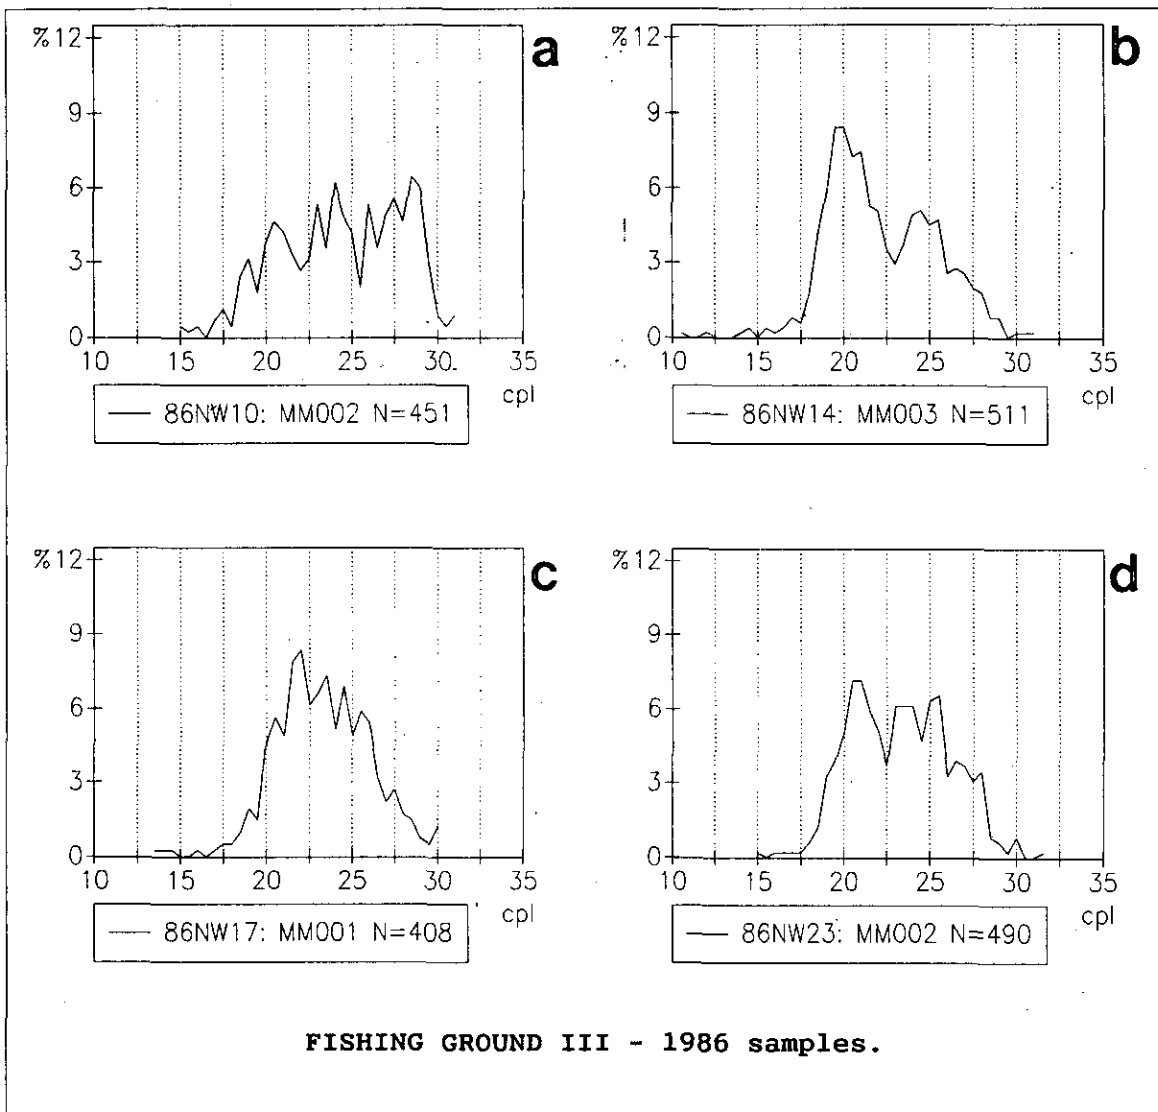 a
%12
9
6
3
0
10 15 20 25 30 35
cpl
86NW10: MM002 N=451
b
%12
9
6
3
0
10 15 20 25 30 35
cpl
86NW14: MM003 N=511
c
%12
9
6
3
0
10 15 20 25 30 35
cpl
86NW17: MM001 N=408
d
%12
9
6
3
0
10 15 20 25 30 35
cpl
86NW23: MM002 N=490
FISHING GROUND III - 1986 samples.